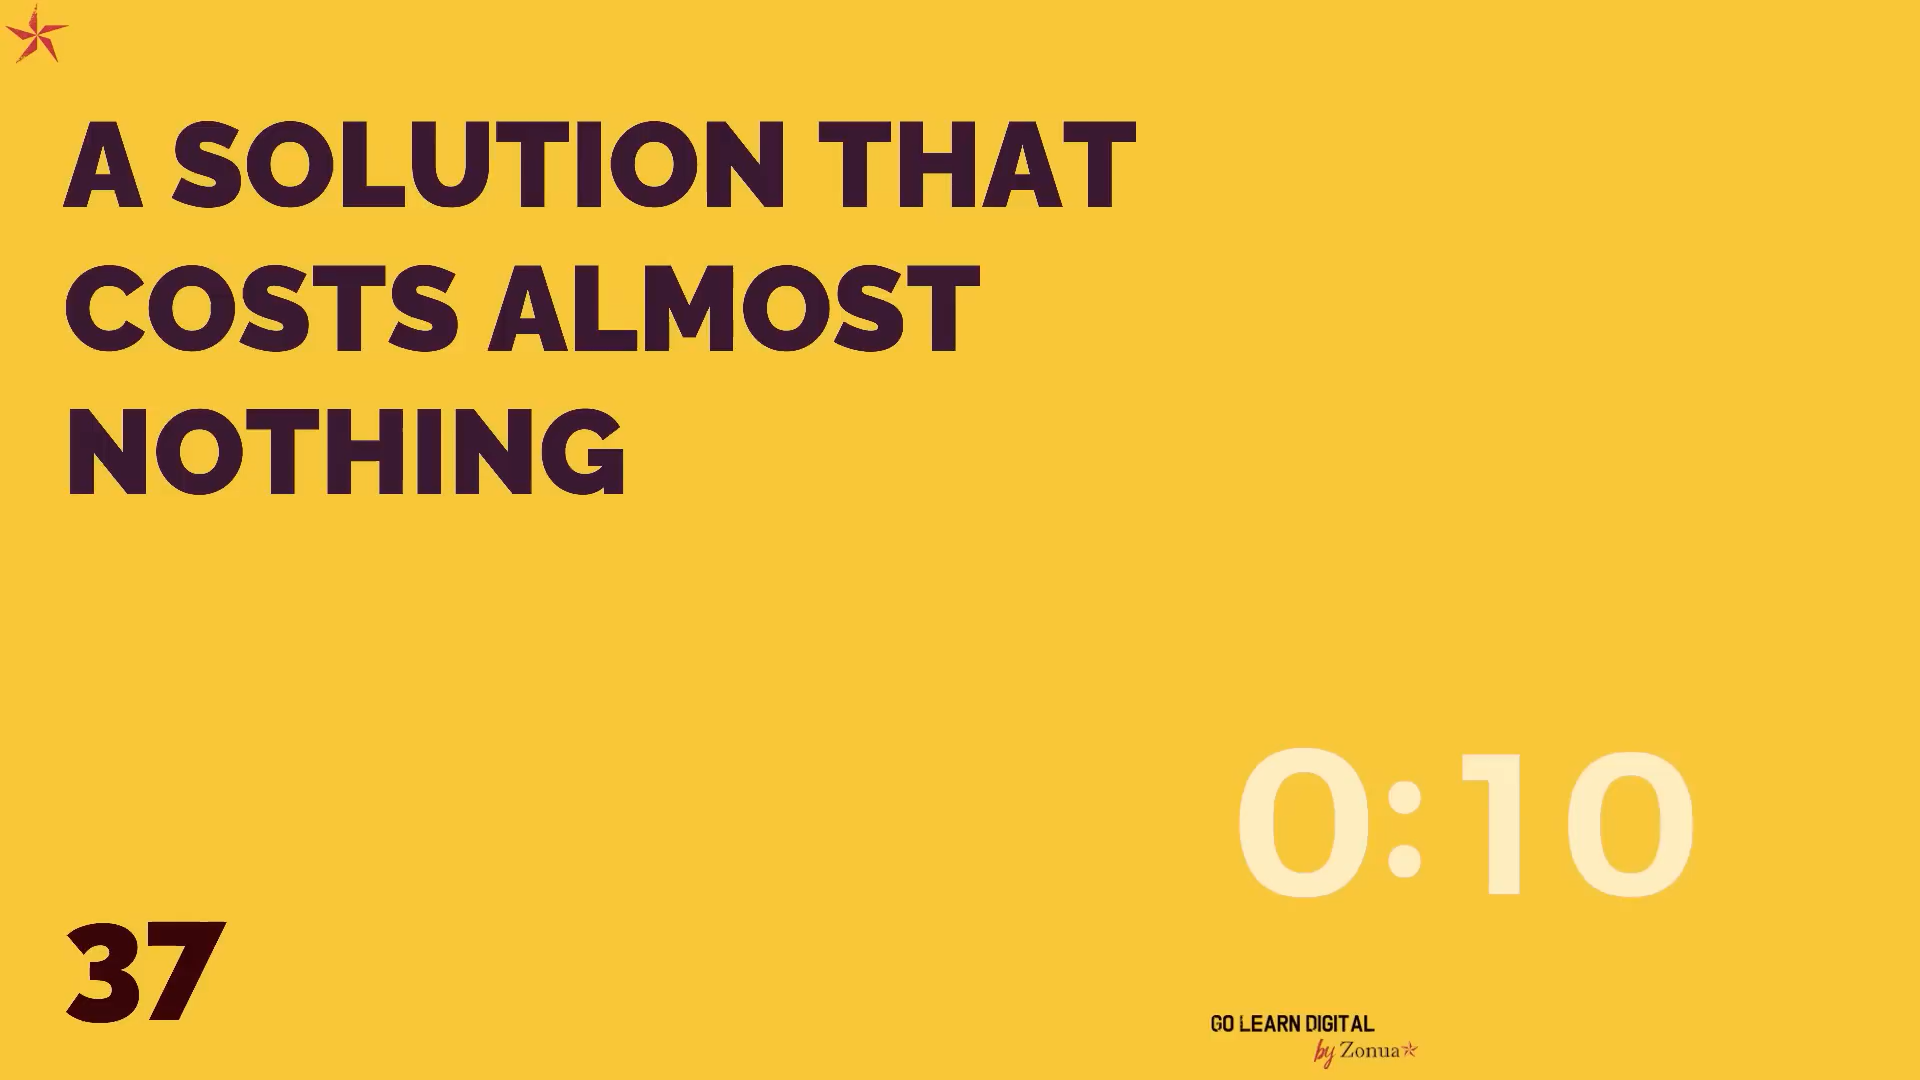 A SOLUTION THAT
COSTS ALMOST
NOTHING
0:10
37
GO LEARN DIGITAL
by Zonua